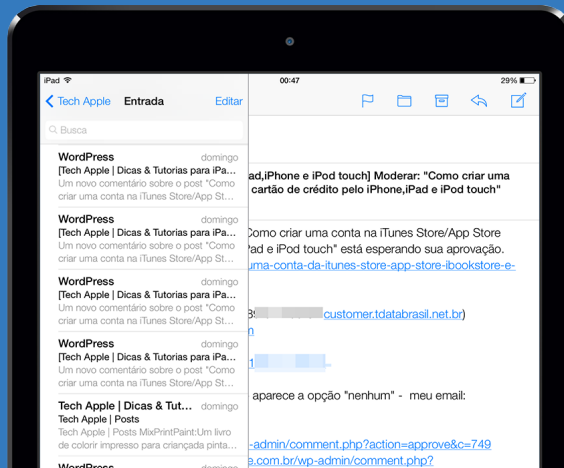 iPad
00:47
29%
Tech Apple
Entrada
Editar
Busca
WordPress domingo
[Tech Apple | Dicas & Tutorias para iPa...
Um novo comentário sobre o post "Como
criar uma conta na iTunes Store/App St...
WordPress domingo
[Tech Apple | Dicas & Tutorias para iPa...
Um novo comentário sobre o post "Como
criar uma conta na iTunes Store/App St...
WordPress domingo
[Tech Apple | Dicas & Tutorias para iPa...
Um novo comentário sobre o post "Como
criar uma conta na iTunes Store/App St...
WordPress domingo
[Tech Apple | Dicas & Tutorias para iPa...
Um novo comentário sobre o post "Como
criar uma conta na iTunes Store/App St...
Tech Apple | Dicas & Tut... domingo
Tech Apple | Posts
Tech Apple | Posts MixPrintPaint:Um livro
de colorir impresso para criançada pinta...
WordPress domingo
ad,iPhone e iPod touch] Moderar: "Como criar uma
cartão de crédito pelo iPhone,iPad e iPod touch"
Como criar uma conta na iTunes Store/App Store
Pad e iPod touch" está esperando sua aprovação.
uma-conta-da-itunes-store-app-store-ibookstore-e-
customer.tdatabrasil.net.br)
aparece a opção "nenhum" - meu email:
-admin/comment.php?action=approve&c=749
e.com.br/wp-admin/comment.php?